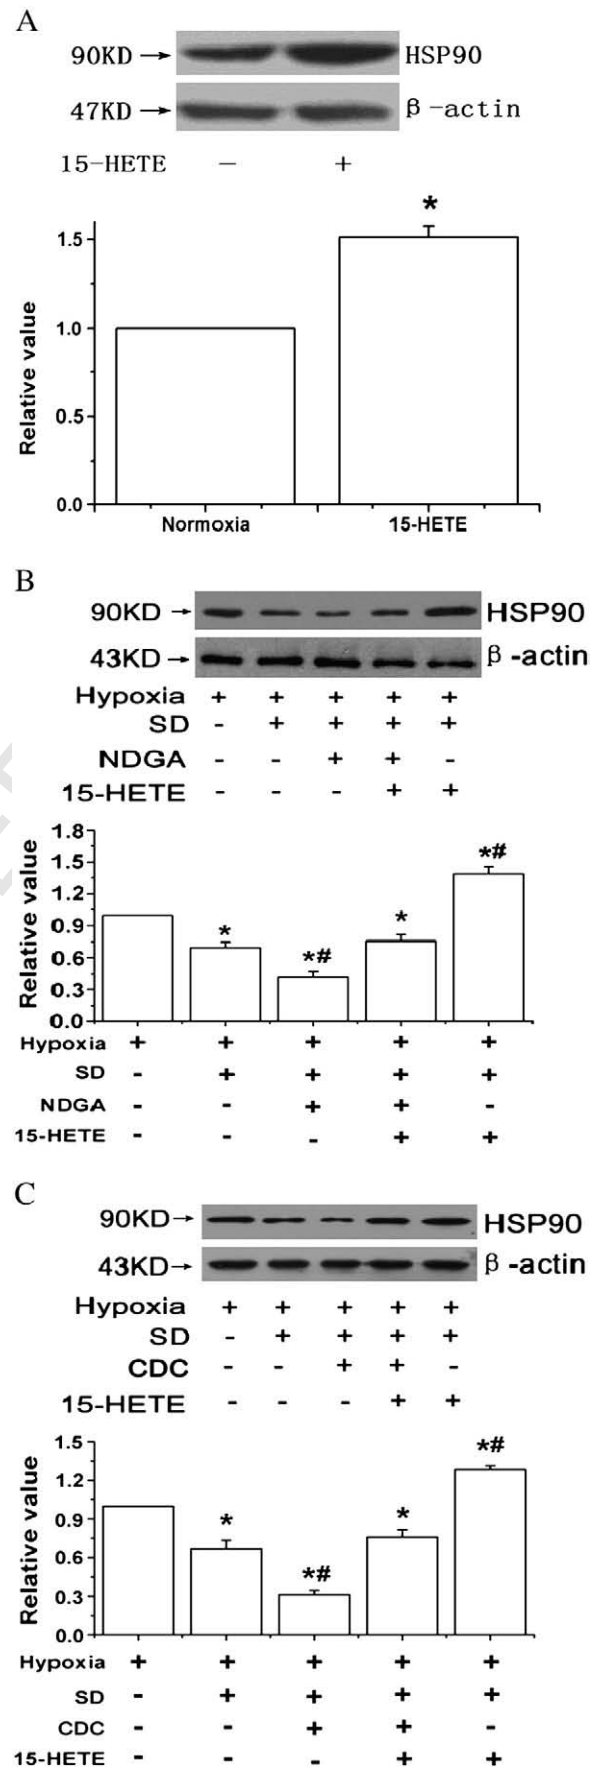 A
90KD → HSP90
47KD → β-actin
15-HETE - +
*
Relative value
1.5
1.0
0.5
0.0
Normoxia 15-HETE
B
90KD → HSP90
43KD → β-actin
Hypoxia + + + + +
SD - + + + +
NDGA - - + + -
15-HETE - - - + +
Relative value
1.8
1.5
1.2
0.9
0.6
0.3
0.0
* *# * *#
Hypoxia + + + + +
SD - + + + +
NDGA - - + + -
15-HETE - - - + +
C
90KD → HSP90
43KD → β-actin
Hypoxia + + + + +
SD - + + + +
CDC - - + + -
15-HETE - - - + +
Relative value
1.5
1.2
0.9
0.6
0.3
0.0
* *# * *#
Hypoxia + + + + +
SD - + + + +
CDC - - + + -
15-HETE - - - + +